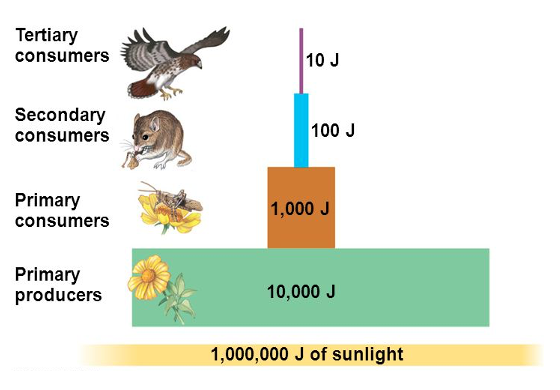 Tertiary
consumers
10 J
Secondary
consumers
100 J
Primary
consumers
1,000 J
Primary
producers
10,000 J
1,000,000 J of sunlight